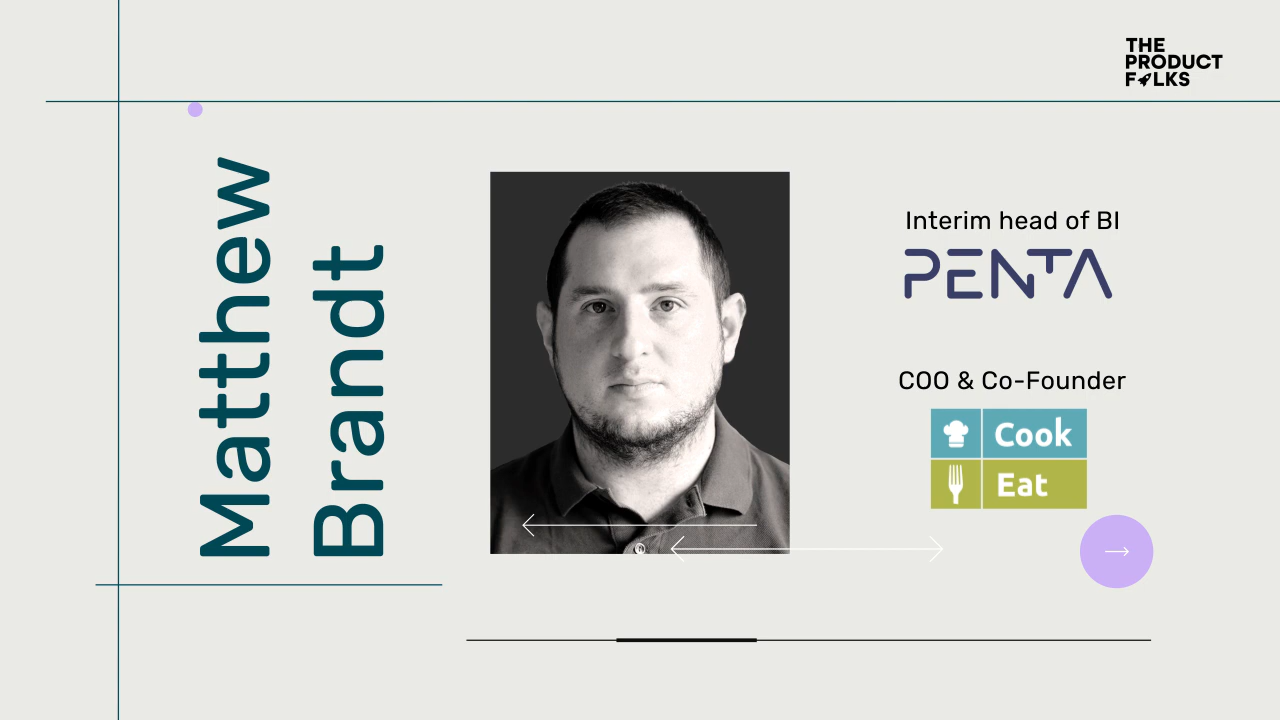 THE
PRODUCT
FOLKS
Matthew
Brandt
Interim head of BI
PENTA
COO & Co-Founder
Cook
Eat